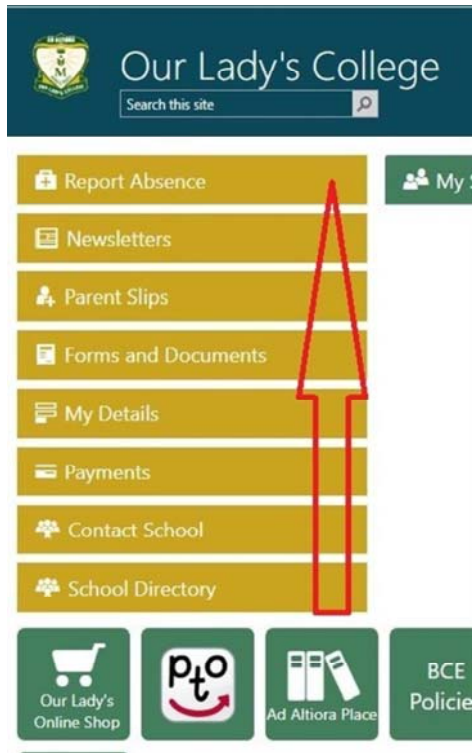 Our Lady's College
Search this site
Report Absence
My
Newsletters
Parent Slips
Forms and Documents
My Details
Payments
Contact School
School Directory
Our Lady's
Online Shop
pto
Ad Altiora Place
BCE
Policie